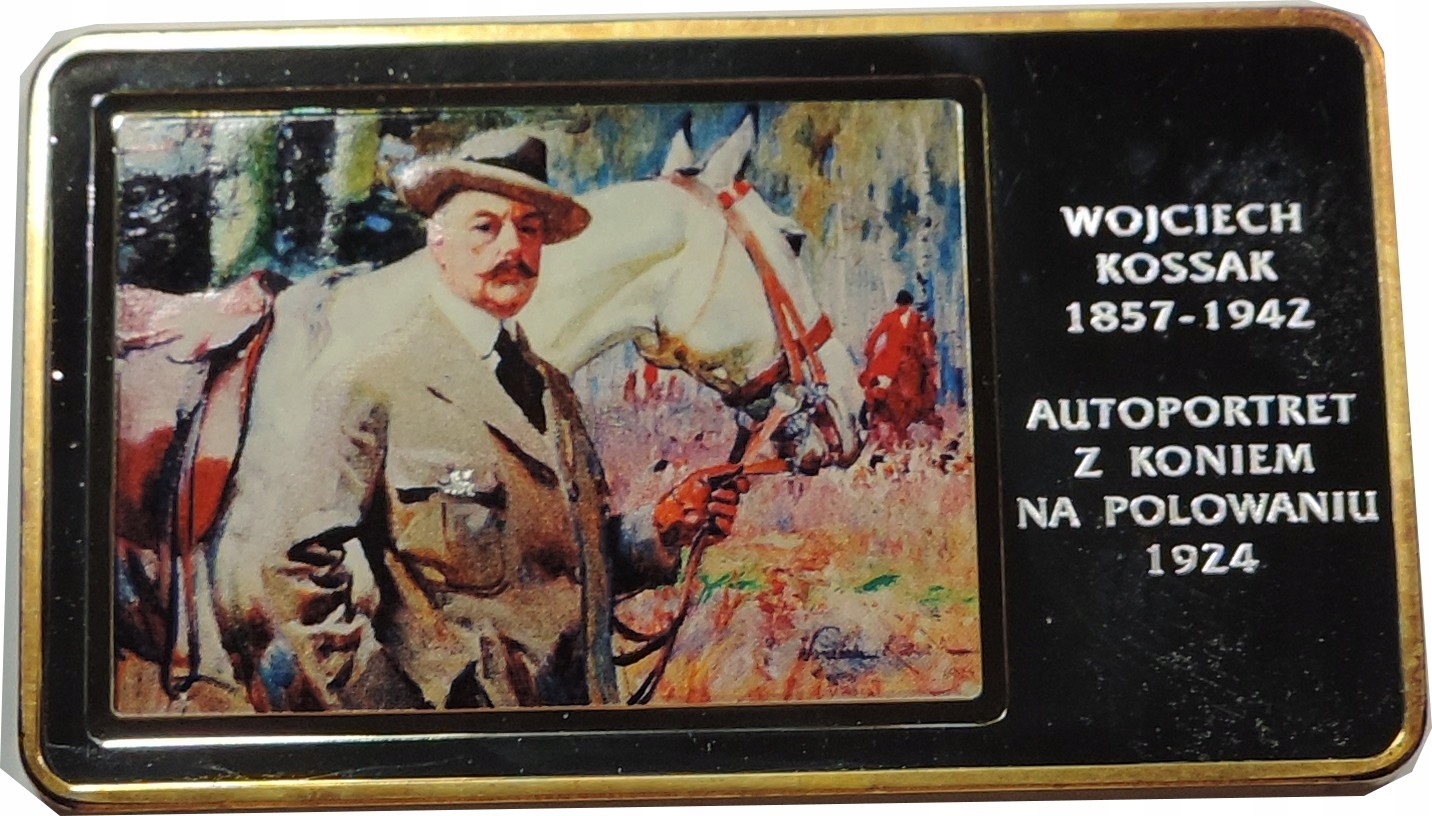 WOJCIECH
KOSSAK
1857-1942
AUTOPORTRET
Z KONIEM
NA POLOWANIU
1924